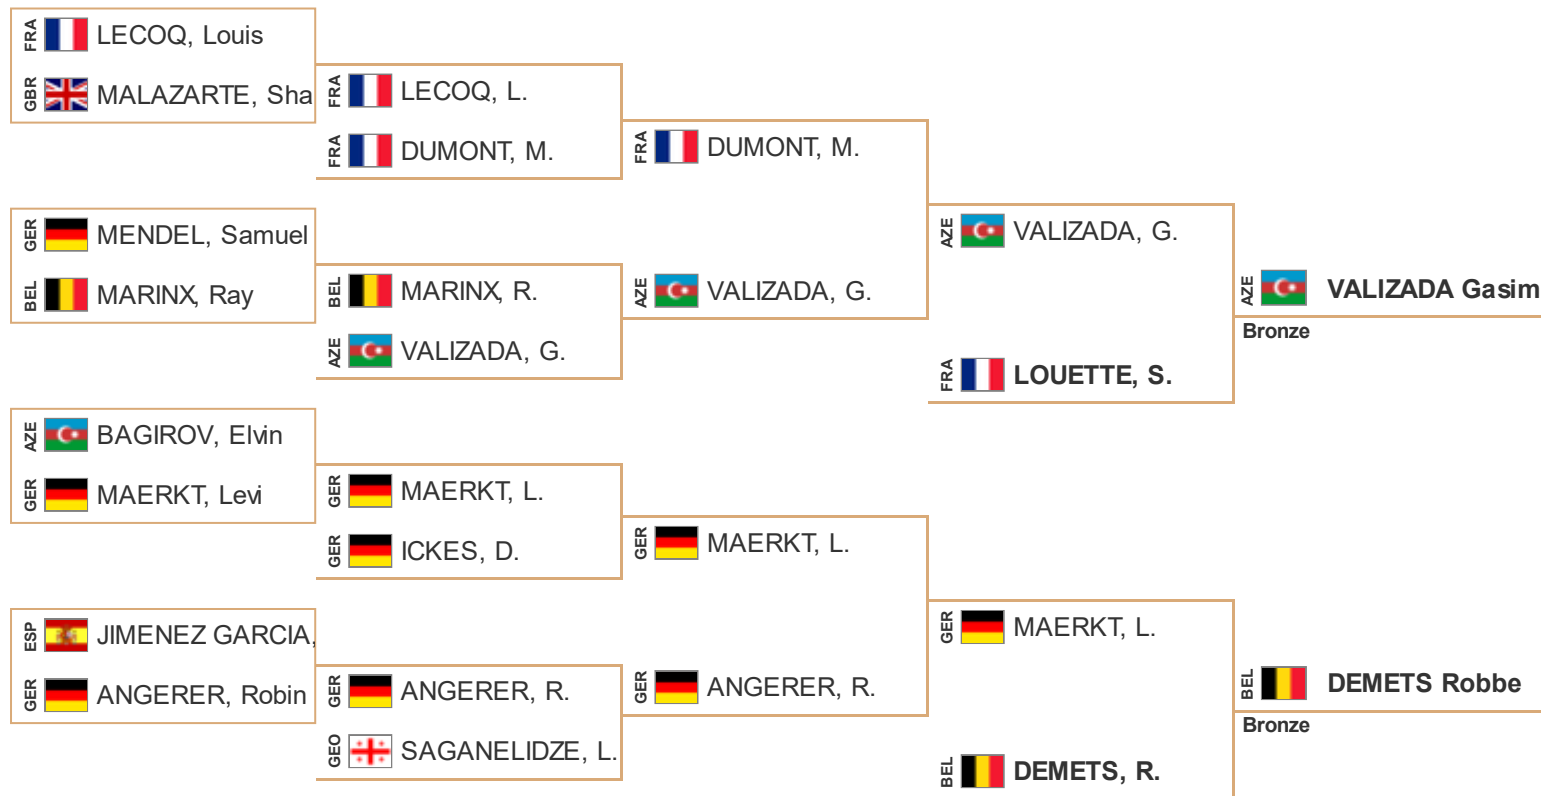 FRA LECOQ, Louis
GBR MALAZARTE, Sha
GER MENDEL, Samuel
BEL MARINX, Ray
AZE BAGIROV, Elvin
GER MAERKT, Levi
ESP JIMENEZ GARCIA,
GER ANGERER, Robin
FRA LECOQ, L.
FRA DUMONT, M.
BEL MARINX, R.
AZE VALIZADA, G.
GER MAERKT, L.
GER ICKES, D.
GER ANGERER, R.
GEO SAGANELIDZE, L.
FRA DUMONT, M.
AZE VALIZADA, G.
GER MAERKT, L.
GER ANGERER, R.
AZE VALIZADA, G.
FRA LOUETTE, S.
GER MAERKT, L.
BEL DEMETS, R.
AZE VALIZADA Gasim
Bronze
BEL DEMETS Robbe
Bronze